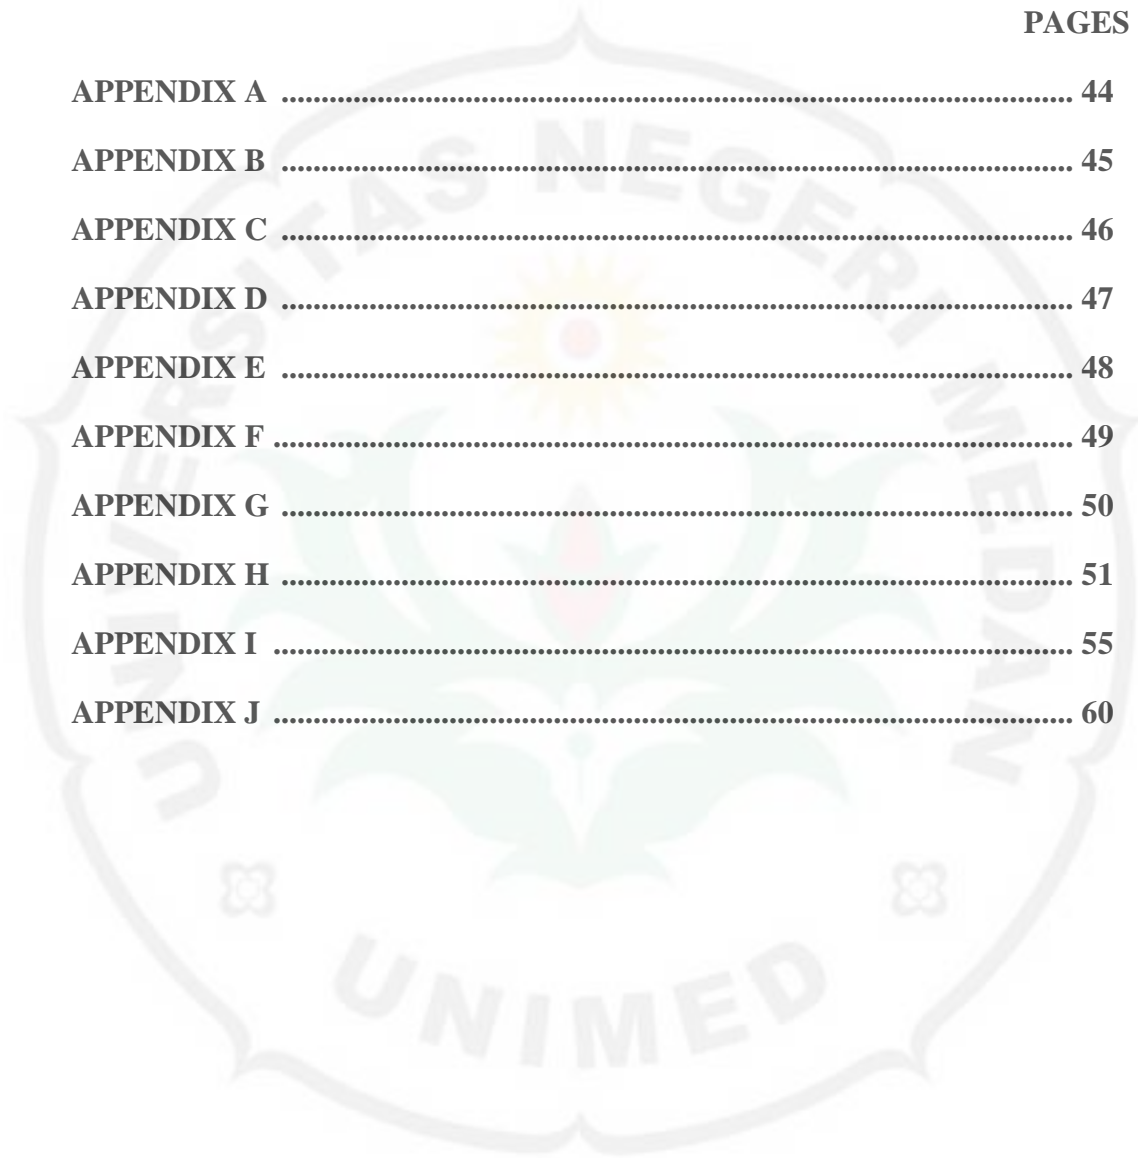 PAGES
APPENDIX A .................................................................................................. 44
APPENDIX B .................................................................................................. 45
APPENDIX C .................................................................................................. 46
APPENDIX D .................................................................................................. 47
APPENDIX E .................................................................................................. 48
APPENDIX F ................................................................................................... 49
APPENDIX G .................................................................................................. 50
APPENDIX H .................................................................................................. 51
APPENDIX I ................................................................................................... 55
APPENDIX J ................................................................................................... 60
UNIVERSITAS NEGERI MEDAN
UNIMED